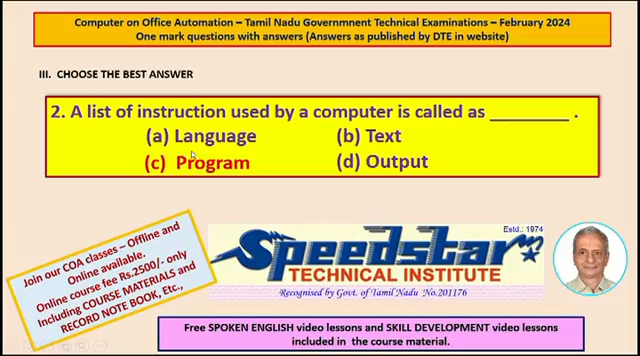 Computer on Office Automation – Tamil Nadu Governmnent Technical Examinations – February 2024
One mark questions with answers (Answers as published by DTE in website)
III. CHOOSE THE BEST ANSWER
2. A list of instruction used by a computer is called as ________ .
(a) Language (b) Text
(c) Program (d) Output
Join our COA classes – Offline and
Online available.
Online course fee Rs.2500/- only
Including COURSE MATERIALS and
RECORD NOTE BOOK, Etc.,
Estd.: 1974
Speedstar
TECHNICAL INSTITUTE
Recognised by Govt. of Tamil Nadu No.201176
Free SPOKEN ENGLISH video lessons and SKILL DEVELOPMENT video lessons
included in the course material.